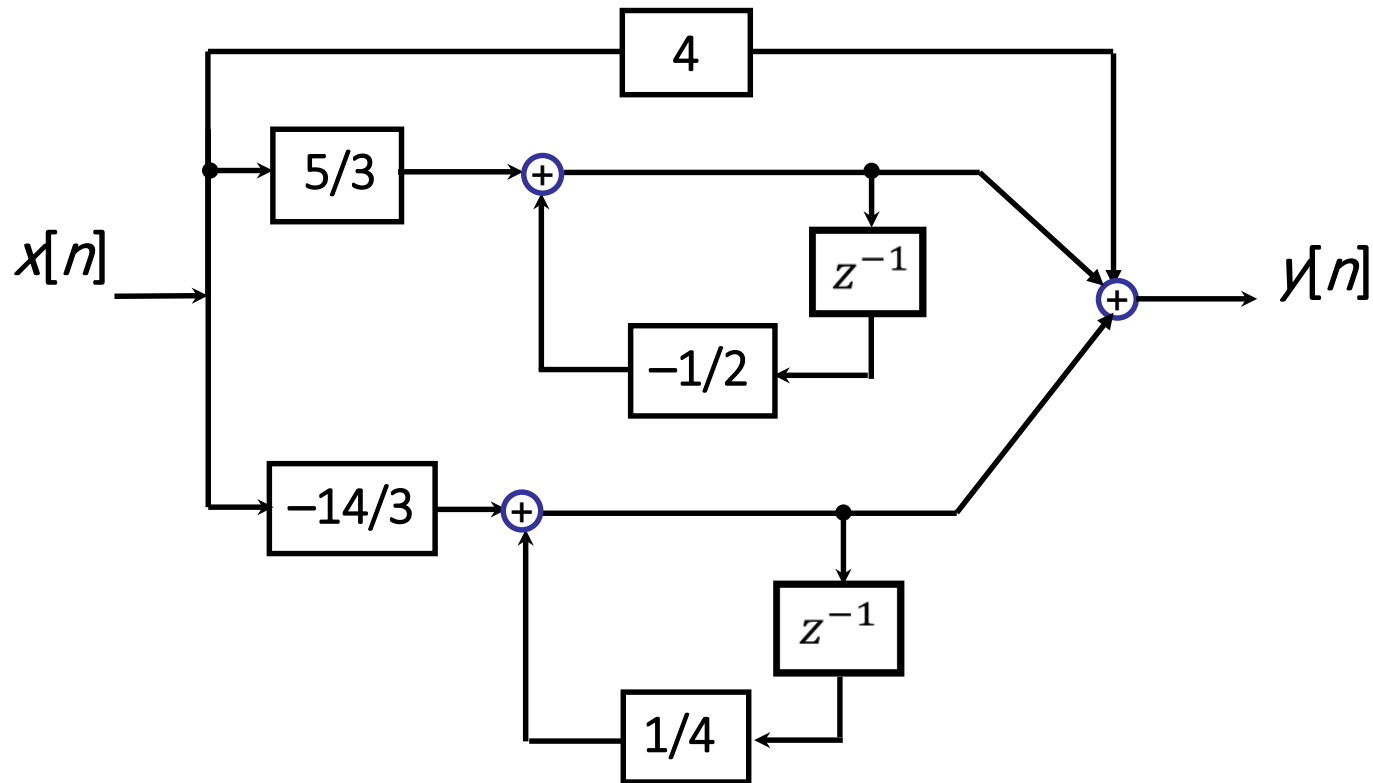 4
5/3
+
x[n]
z⁻¹
y[n]
+
−1/2
−14/3
+
z⁻¹
1/4